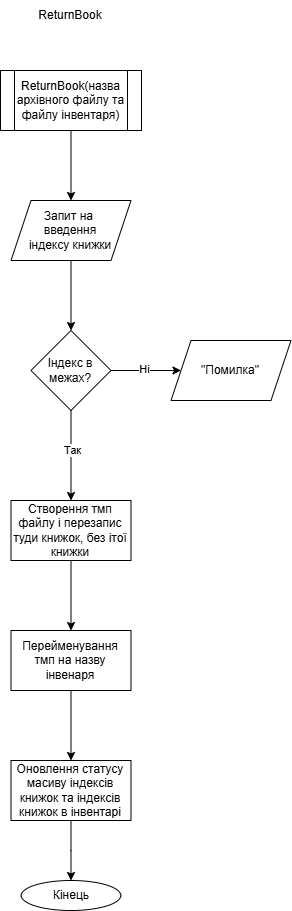 ReturnBook
ReturnBook(назва
архівного файлу та
файлу інвентаря)
Запит на
введення
індексу книжки
Індекс в
межах?
Ні
"Помилка"
Так
Створення тмп
файлу і перезапис
туди книжок, без ітої
книжки
Перейменування
тмп на назву
інвенаря
Оновлення статусу
масиву індексів
книжок та індексів
книжок в інвентарі
Кінець